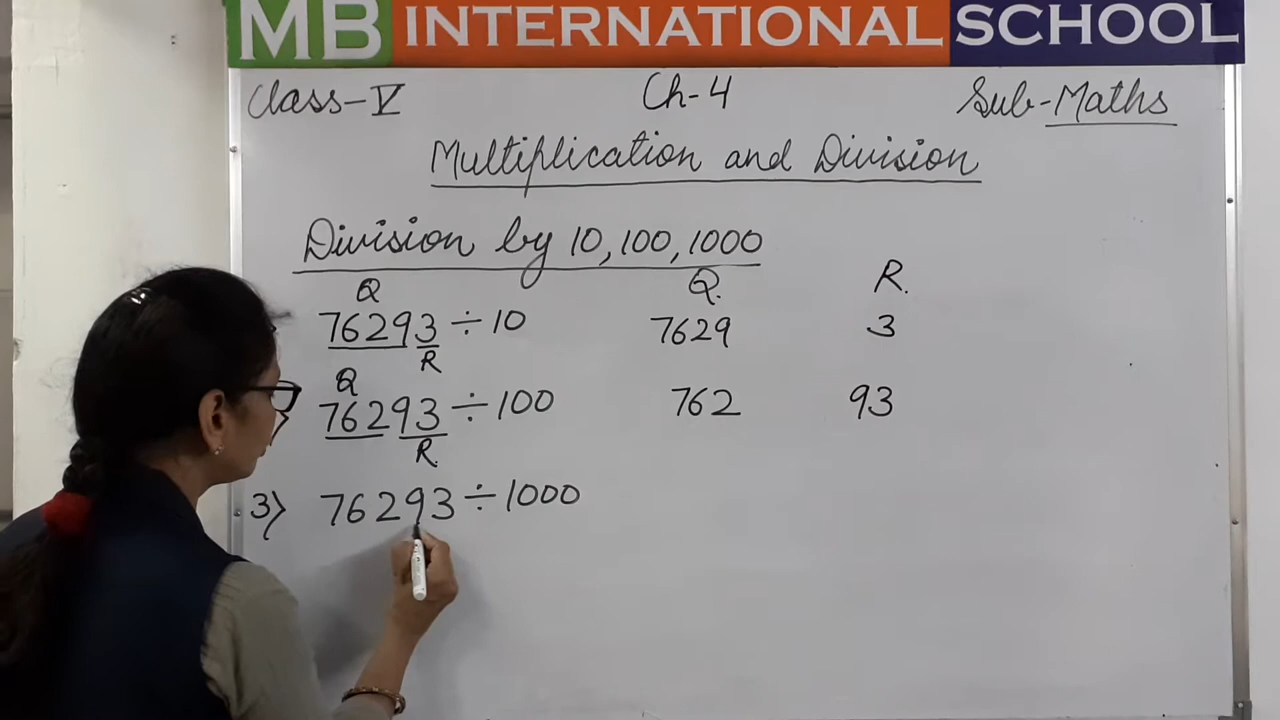 MB INTERNATIONAL SCHOOL
Class-V Ch-4 Sub-Maths
Multiplication and Division
Division by 10, 100, 1000
Q Q. R.
76293 ÷ 10 7629 3
R
Q
76293 ÷ 100 762 93
R
3) 76293 ÷ 1000